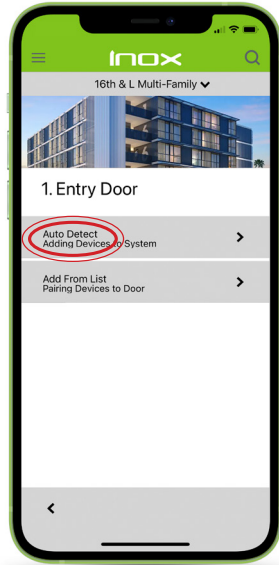 Inox
16th & L Multi-Family
1. Entry Door
Auto Detect
Adding Devices to System
Add From List
Pairing Devices to Door